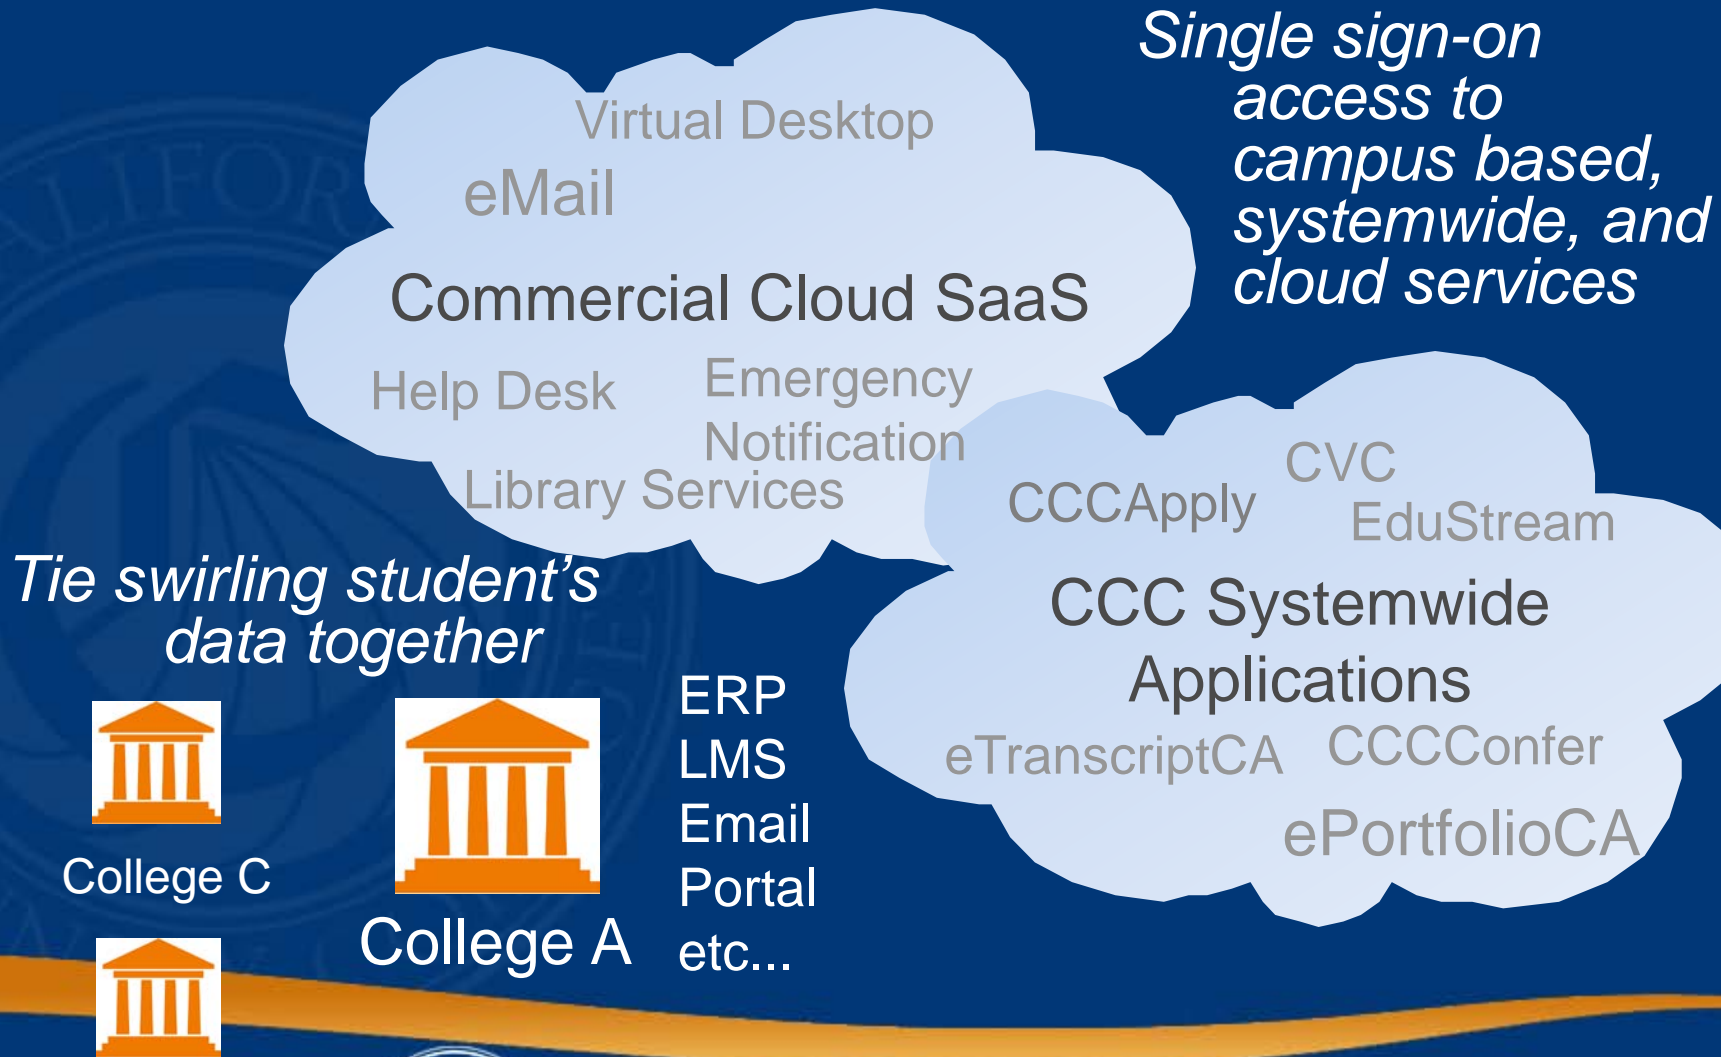 Single sign-on
access to
campus based,
systemwide, and
cloud services
Virtual Desktop
eMail
Commercial Cloud SaaS
Help Desk
Emergency
Notification
Library Services
CVC
CCCApply
EduStream
CCC Systemwide
Applications
eTranscriptCA
CCCConfer
ePortfolioCA
Tie swirling student’s
data together
College C
College A
ERP
LMS
Email
Portal
etc...